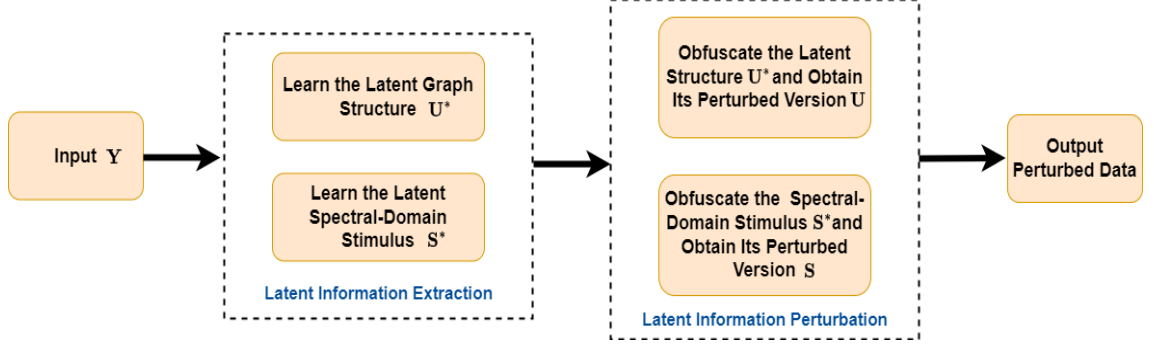 Input Y
Learn the Latent Graph
Structure U*
Learn the Latent
Spectral-Domain
Stimulus S*
Latent Information Extraction
Obfuscate the Latent
Structure U* and Obtain
Its Perturbed Version U
Obfuscate the Spectral-
Domain Stimulus S* and
Obtain Its Perturbed
Version S
Latent Information Perturbation
Output
Perturbed Data